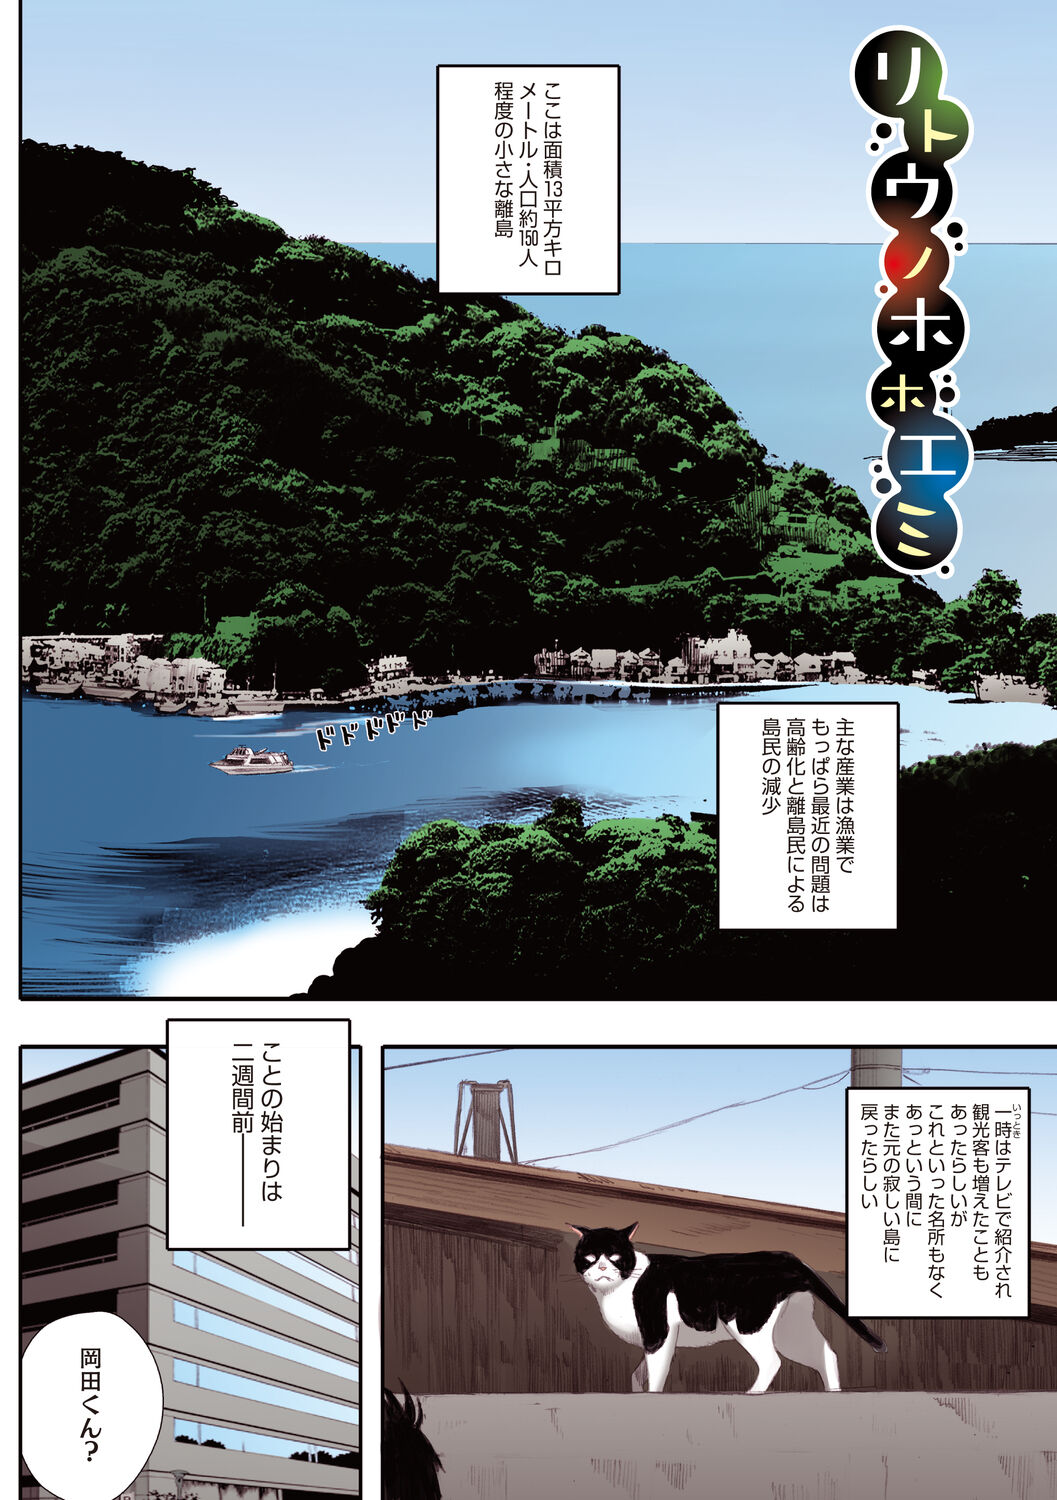 リトウノホホエミ
ここは面積13平方キロ
メートル・人口約150人
程度の小さな離島
ドドドドド
主な産業は漁業で
もっぱら最近の問題は
高齢化と離島民による
島民の減少
一時はテレビで紹介され
いっとき
観光客も増えたことも
あったらしいが
これといった名所もなく
あっという間に
また元の寂しい島に
戻ったらしい
ことの始まりは
二週間前――――
岡田くん？